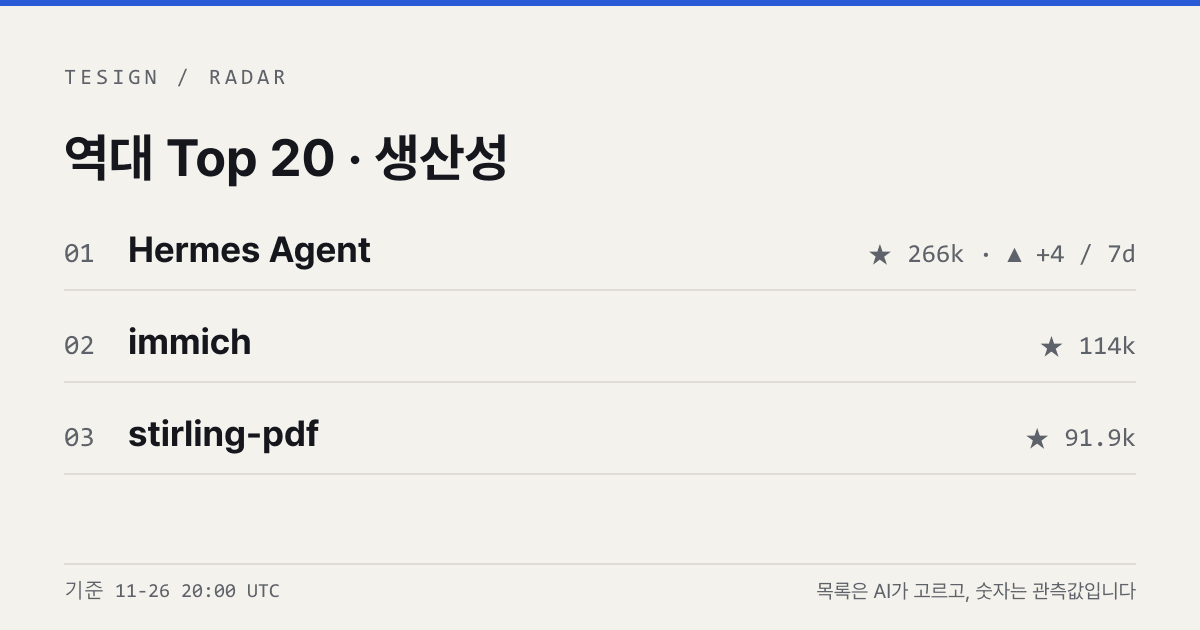 TESIGN / RADAR
역대 Top 20 · 생산성
01 Hermes Agent ★ 266k · ▲ +4 / 7d
02 immich ★ 114k
03 stirling-pdf ★ 91.9k
기준 11-26 20:00 UTC 목록은 AI가 고르고, 숫자는 관측값입니다